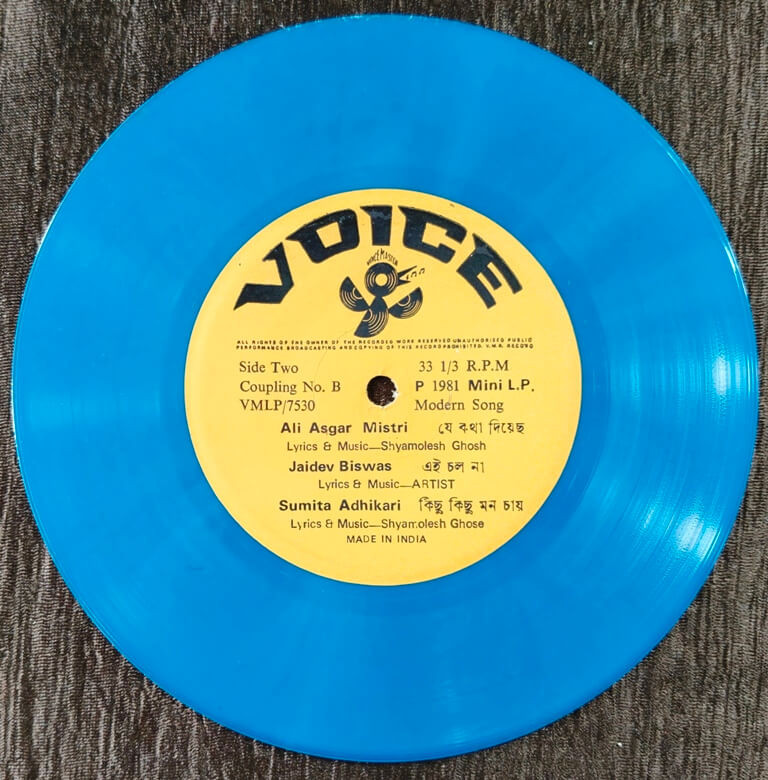 VOICE
VOICE MASTER
ALL RIGHTS OF THE OWNER OF THE RECORDED WORK RESERVED UNAUTHORISED PUBLIC
PERFORMANCE BROADCASTING AND COPYING OF THIS RECORD PROHIBITED. V.M.R. RECORD
Side Two 33 1/3 R.P.M
Coupling No. B P 1981 Mini L.P.
VMLP/7530 Modern Song
Ali Asgar Mistri যে কথা দিয়েছ
Lyrics & Music—Shyamolesh Ghosh
Jaidev Biswas এই চল না
Lyrics & Music—ARTIST
Sumita Adhikari কিছু কিছু মন চায়
Lyrics & Music—Shyamolesh Ghose
MADE IN INDIA